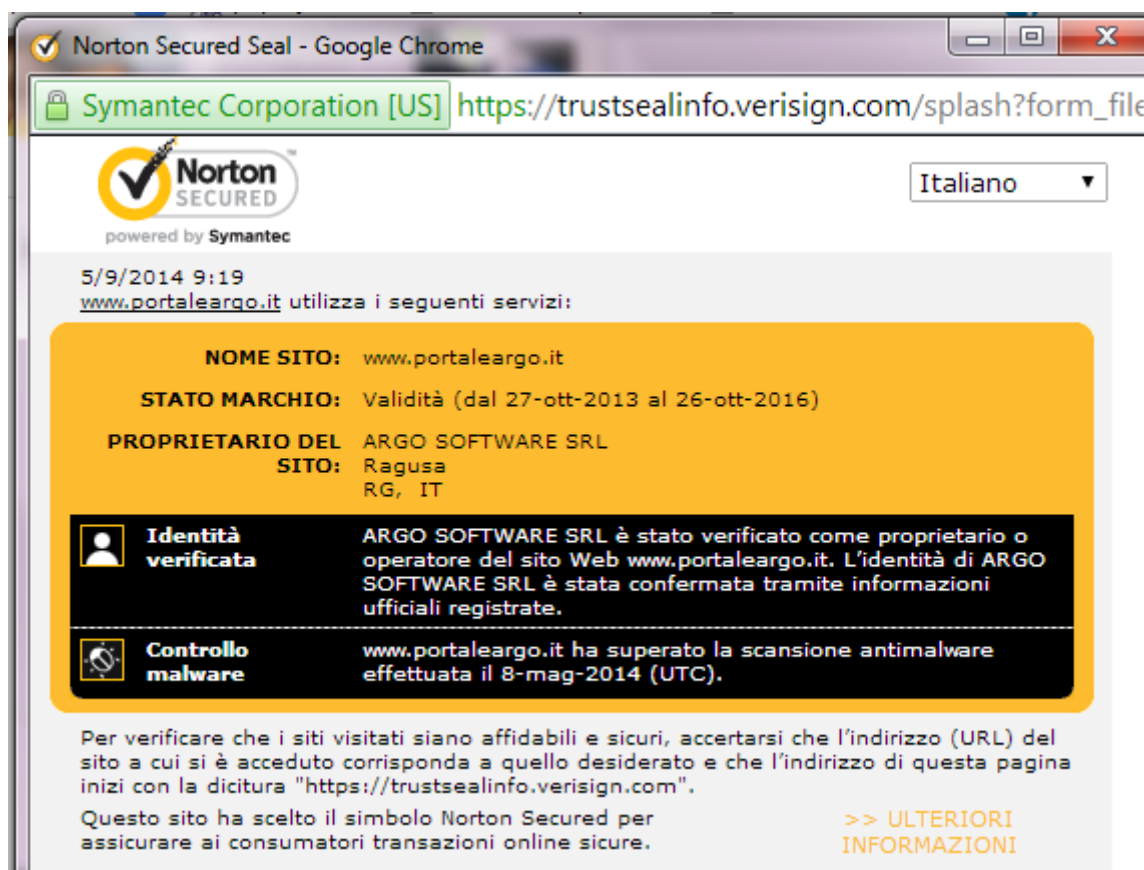 Norton Secured Seal - Google Chrome
Symantec Corporation [US] https://trustsealinfo.verisign.com/splash?form_file
Norton
SECURED
powered by Symantec
Italiano
5/9/2014 9:19
www.portaleargo.it utilizza i seguenti servizi:
NOME SITO: www.portaleargo.it
STATO MARCHIO: Validità (dal 27-ott-2013 al 26-ott-2016)
PROPRIETARIO DEL ARGO SOFTWARE SRL
SITO: Ragusa
RG, IT
Identità ARGO SOFTWARE SRL è stato verificato come proprietario o
verificata operatore del sito Web www.portaleargo.it. L'identità di ARGO
SOFTWARE SRL è stata confermata tramite informazioni
ufficiali registrate.
Controllo www.portaleargo.it ha superato la scansione antimalware
malware effettuata il 8-mag-2014 (UTC).
Per verificare che i siti visitati siano affidabili e sicuri, accertarsi che l'indirizzo (URL) del
sito a cui si è acceduto corrisponda a quello desiderato e che l'indirizzo di questa pagina
inizi con la dicitura "https://trustsealinfo.verisign.com".
Questo sito ha scelto il simbolo Norton Secured per
assicurare ai consumatori transazioni online sicure.
>> ULTERIORI
INFORMAZIONI